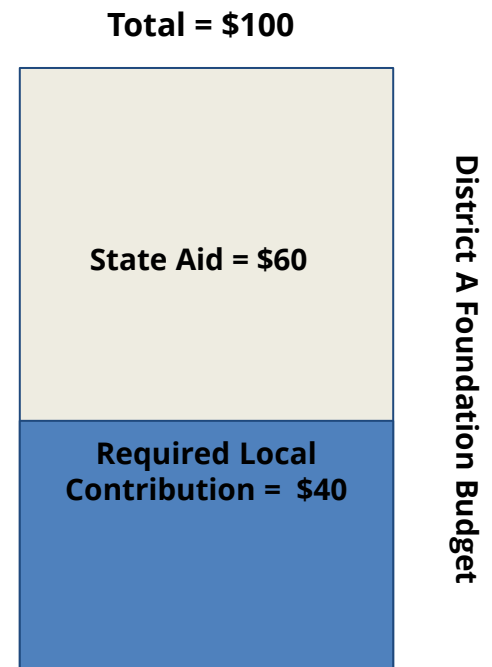 Total = $100
State Aid = $60
Required Local
Contribution =  $40
District A Foundation Budget